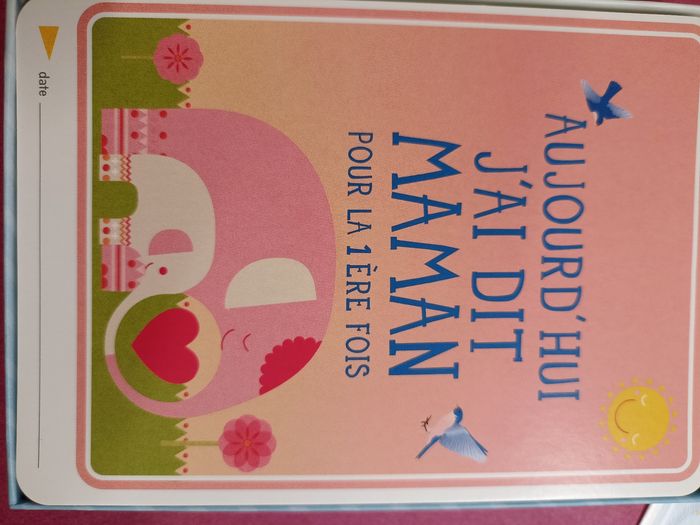 AUJOURD'HUI
J'AI DIT
MAMAN
POUR LA 1ÈRE FOIS
date